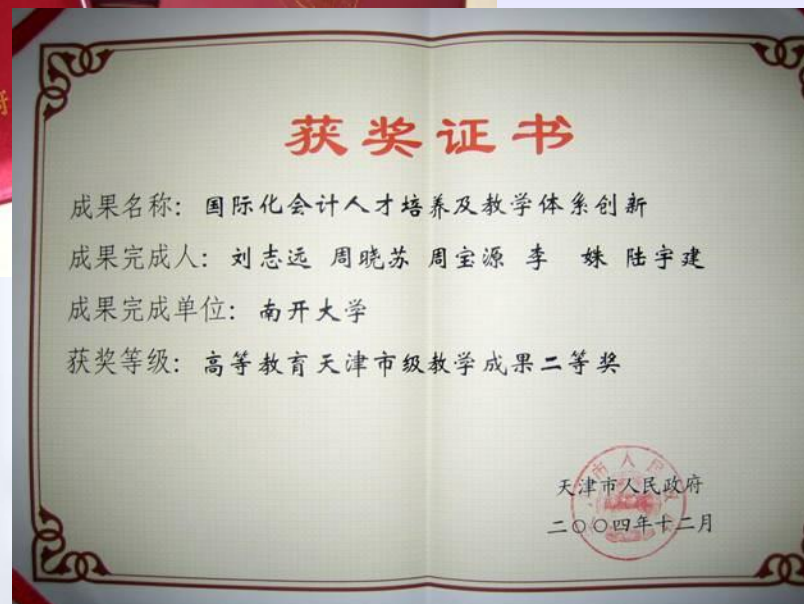 获奖证书
成果名称：国际化会计人才培养及教学体系创新
成果完成人：刘志远 周晓苏 周宝源 李　姝 陆宇建
成果完成单位：南开大学
获奖等级：高等教育天津市级教学成果二等奖
天津市人民政府
二〇〇四年十二月